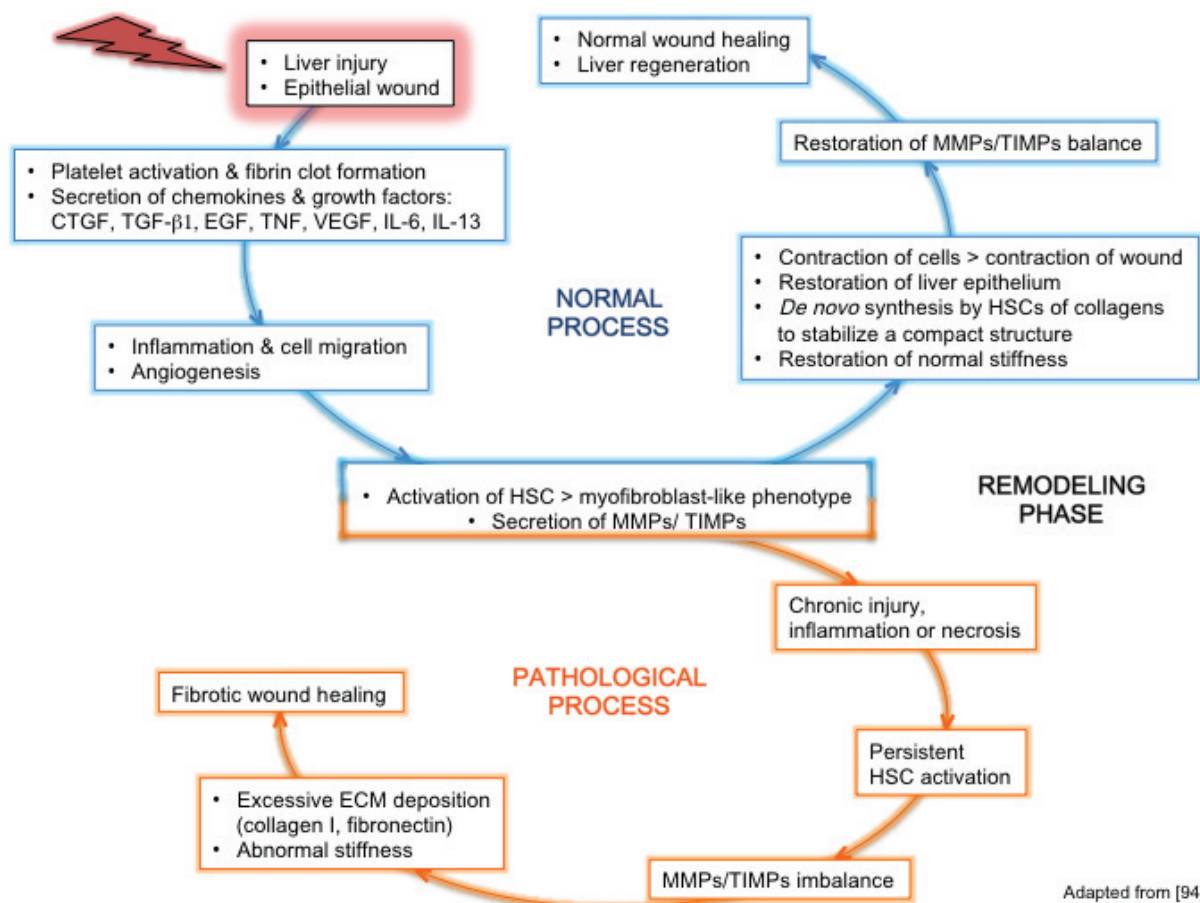 • Liver injury
• Epithelial wound
• Platelet activation & fibrin clot formation
• Secretion of chemokines & growth factors:
CTGF, TGF-β1, EGF, TNF, VEGF, IL-6, IL-13
• Inflammation & cell migration
• Angiogenesis
NORMAL
PROCESS
• Normal wound healing
• Liver regeneration
Restoration of MMPs/TIMPs balance
• Contraction of cells > contraction of wound
• Restoration of liver epithelium
• De novo synthesis by HSCs of collagens
to stabilize a compact structure
• Restoration of normal stiffness
• Activation of HSC > myofibroblast-like phenotype
• Secretion of MMPs/ TIMPs
REMODELING
PHASE
Chronic injury,
inflammation or necrosis
PATHOLOGICAL
PROCESS
Persistent
HSC activation
MMPs/TIMPs imbalance
• Excessive ECM deposition
(collagen I, fibronectin)
• Abnormal stiffness
Fibrotic wound healing
Adapted from [94